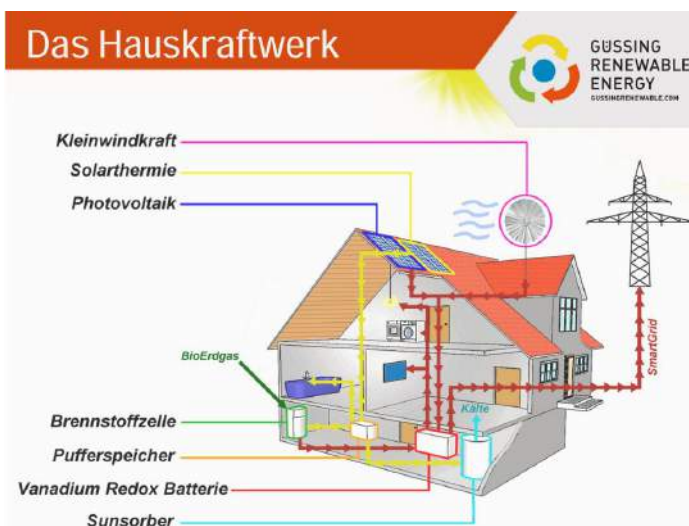 Das Hauskraftwerk
GÜSSING
RENEWABLE
ENERGY
GUSSINGRENEWABLE.COM
Kleinwindkraft
Solarthermie
Photovoltaik
BioErdgas
SmartGrid
Kälte
Brennstoffzelle
Pufferspeicher
Vanadium Redox Batterie
Sunsorber